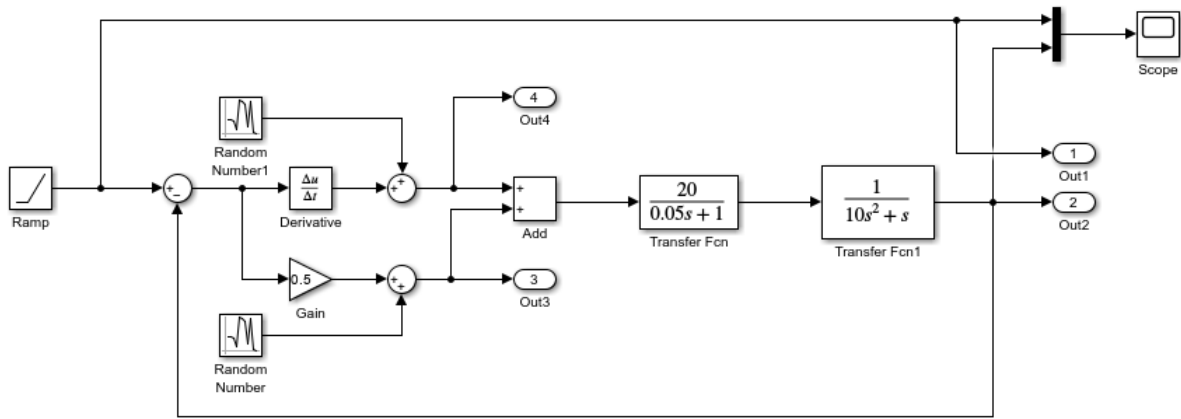 Scope
4
Out4
Random
Number1
1
Out1
Ramp
+
−
Δu
Δt
Derivative
+
+
+
+
Add
20
0.05s + 1
Transfer Fcn
1
10s² + s
Transfer Fcn1
2
Out2
0.5
Gain
+
+
3
Out3
Random
Number